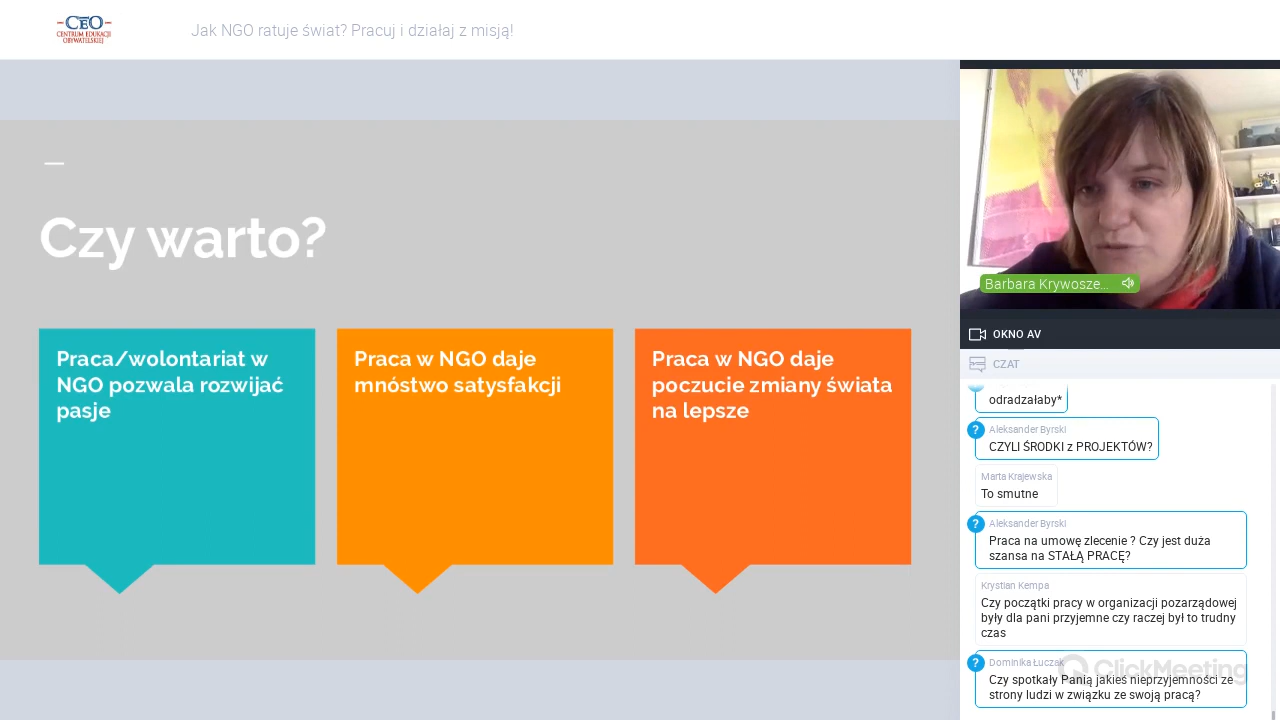 CEO
CENTRUM EDUKACJI
OBYWATELSKIEJ
Jak NGO ratuje świat? Pracuj i działaj z misją!
Czy warto?
Praca/wolontariat w
NGO pozwala rozwijać
pasje
Praca w NGO daje
mnóstwo satysfakcji
Praca w NGO daje
poczucie zmiany świata
na lepsze
Barbara Krywosze...
OKNO AV
CZAT
odradzałaby*
?
Aleksander Byrski
CZYLI ŚRODKI z PROJEKTÓW?
Marta Krajewska
To smutne
?
Aleksander Byrski
Praca na umowę zlecenie ? Czy jest duża
szansa na STAŁĄ PRACĘ?
Krystian Kempa
Czy początki pracy w organizacji pozarządowej
były dla pani przyjemne czy raczej był to trudny
czas
?
Dominika Łuczak
ClickMeeting
Czy spotkały Panią jakieś nieprzyjemności ze
strony ludzi w związku ze swoją pracą?